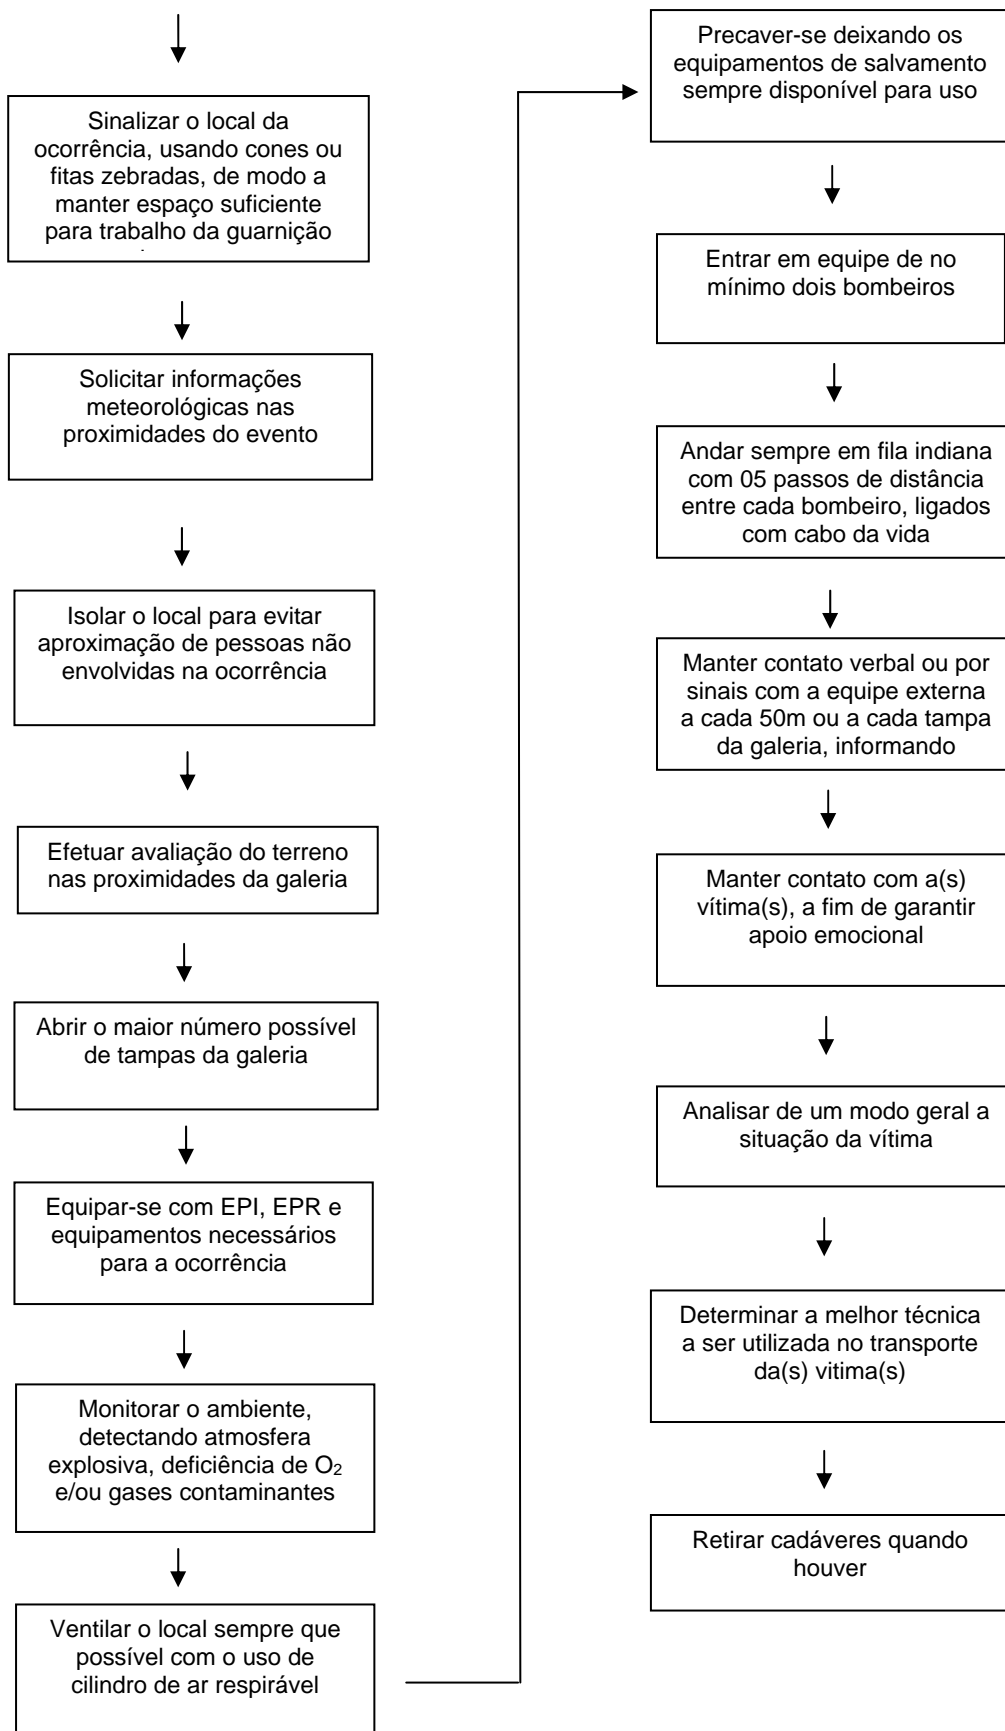 Sinalizar o local da
ocorrência, usando cones ou
fitas zebradas, de modo a
manter espaço suficiente
para trabalho da guarnição
Solicitar informações
meteorológicas nas
proximidades do evento
Isolar o local para evitar
aproximação de pessoas não
envolvidas na ocorrência
Efetuar avaliação do terreno
nas proximidades da galeria
Abrir o maior número possível
de tampas da galeria
Equipar-se com EPI, EPR e
equipamentos necessários
para a ocorrência
Monitorar o ambiente,
detectando atmosfera
explosiva, deficiência de O₂
e/ou gases contaminantes
Ventilar o local sempre que
possível com o uso de
cilindro de ar respirável
Precaver-se deixando os
equipamentos de salvamento
sempre disponível para uso
Entrar em equipe de no
mínimo dois bombeiros
Andar sempre em fila indiana
com 05 passos de distância
entre cada bombeiro, ligados
com cabo da vida
Manter contato verbal ou por
sinais com a equipe externa
a cada 50m ou a cada tampa
da galeria, informando
Manter contato com a(s)
vítima(s), a fim de garantir
apoio emocional
Analisar de um modo geral a
situação da vítima
Determinar a melhor técnica
a ser utilizada no transporte
da(s) vitima(s)
Retirar cadáveres quando
houver